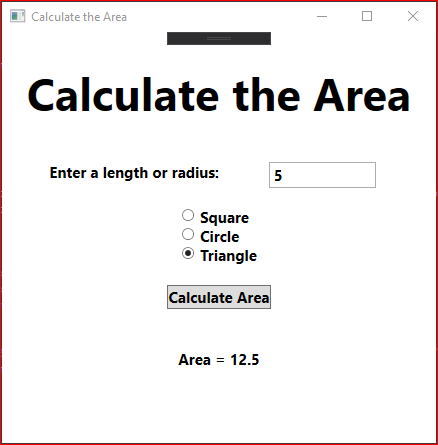 Calculate the Area
Calculate the Area
Enter a length or radius: 5
Square
Circle
Triangle
Calculate Area
Area = 12.5